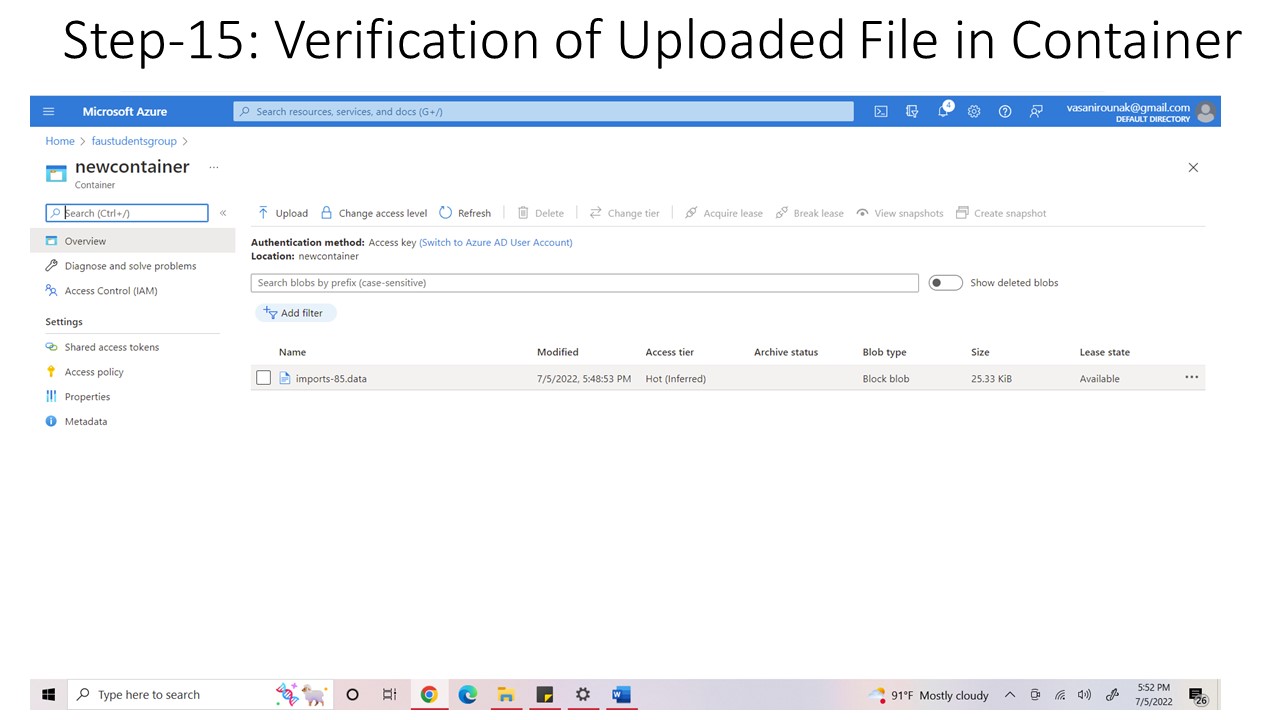 Step-15: Verification of Uploaded File in Container
Microsoft Azure
Search resources, services, and docs (G+/)
4
vasanirounak@gmail.com
DEFAULT DIRECTORY
Home > faustudentsgroup >
newcontainer ...
Container
Search (Ctrl+/)
«
Upload Change access level Refresh Delete Change tier Acquire lease Break lease View snapshots Create snapshot
Overview
Authentication method: Access key (Switch to Azure AD User Account)
Location: newcontainer
Diagnose and solve problems
Search blobs by prefix (case-sensitive)
Show deleted blobs
Access Control (IAM)
Add filter
Settings
Shared access tokens
Access policy
Properties
Metadata
Name Modified Access tier Archive status Blob type Size Lease state
imports-85.data 7/5/2022, 5:48:53 PM Hot (Inferred) Block blob 25.33 KiB Available ...
Type here to search
91°F Mostly cloudy
5:52 PM
7/5/2022
26